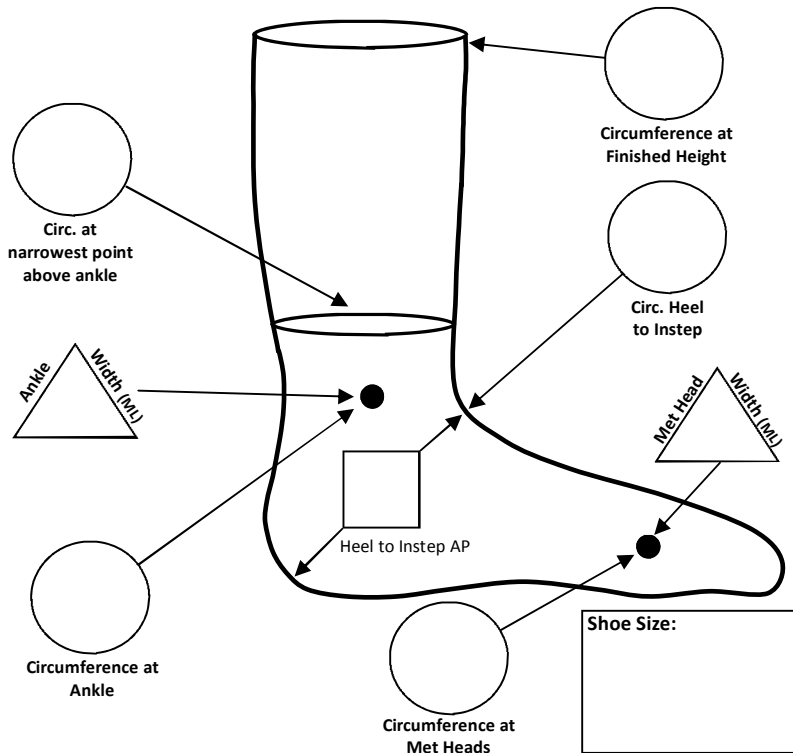 Circumference at
Finished Height
Circ. at
narrowest point
above ankle
Circ. Heel
to Instep
Ankle
Width (ML)
Met Head
Width (ML)
Heel to Instep AP
Circumference at
Ankle
Circumference at
Met Heads
Shoe Size: